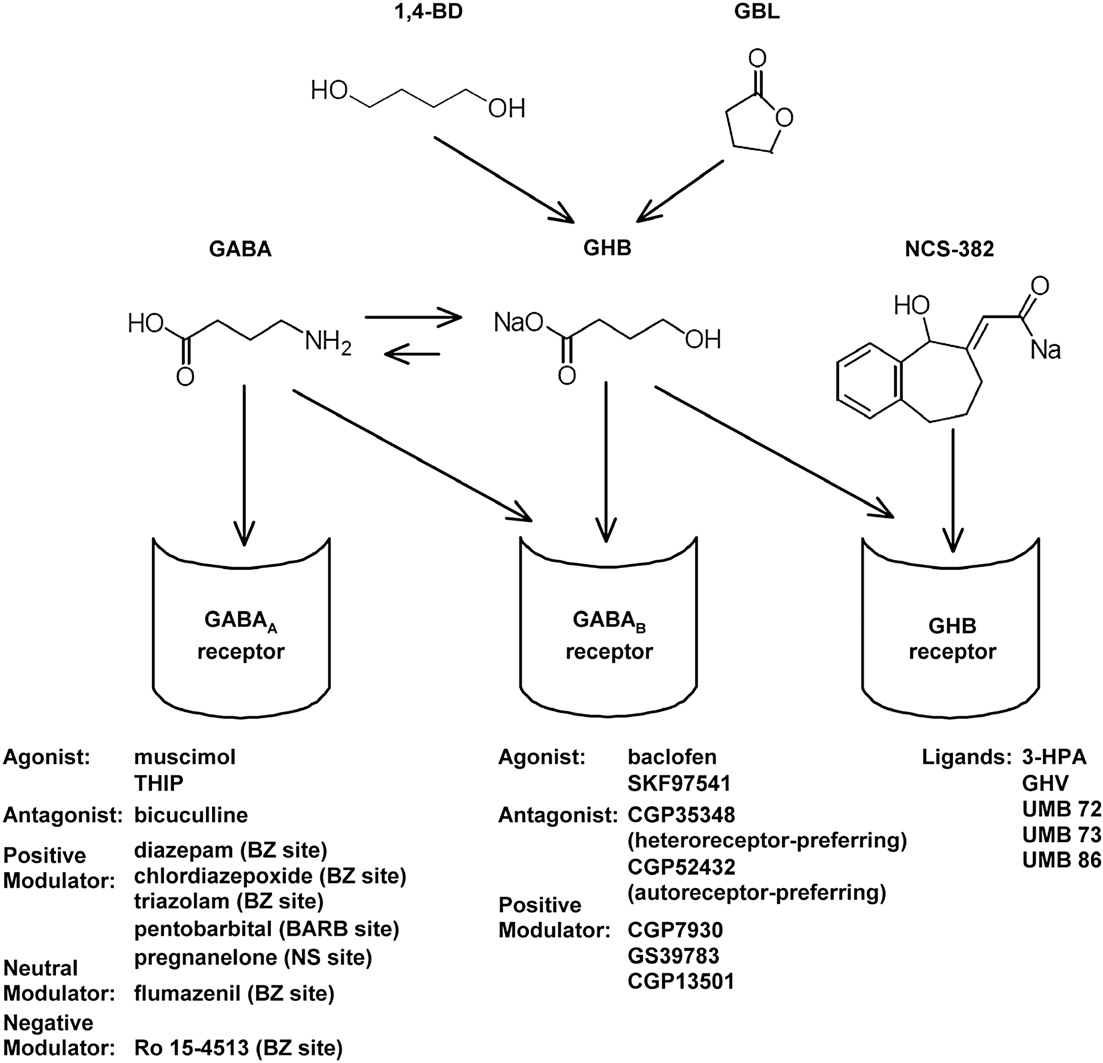 1,4-BD
GBL
HO
OH
O
O
GABA
GHB
NCS-382
HO
O
NH2
NaO
O
OH
HO
O
Na
GABAA
receptor
GABAB
receptor
GHB
receptor
Agonist: muscimol
THIP
Antagonist: bicuculline
Positive
Modulator:
diazepam (BZ site)
chlordiazepoxide (BZ site)
triazolam (BZ site)
pentobarbital (BARB site)
pregnanelone (NS site)
Neutral
Modulator: flumazenil (BZ site)
Negative
Modulator: Ro 15-4513 (BZ site)
Agonist: baclofen
SKF97541
Antagonist: CGP35348
(heteroreceptor-preferring)
CGP52432
(autoreceptor-preferring)
Positive
Modulator: CGP7930
GS39783
CGP13501
Ligands: 3-HPA
GHV
UMB 72
UMB 73
UMB 86